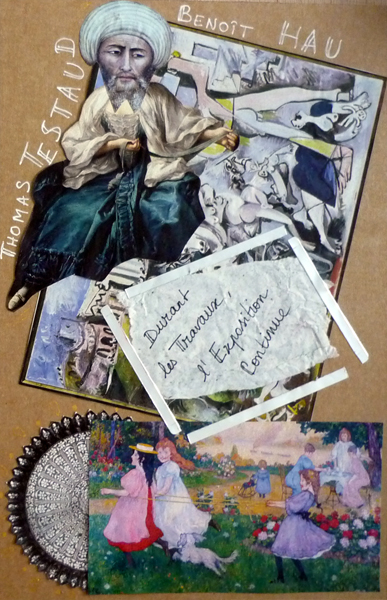 Benoît HAU
Thomas Testaud
Durant
les Travaux
l'Exposition
Continue